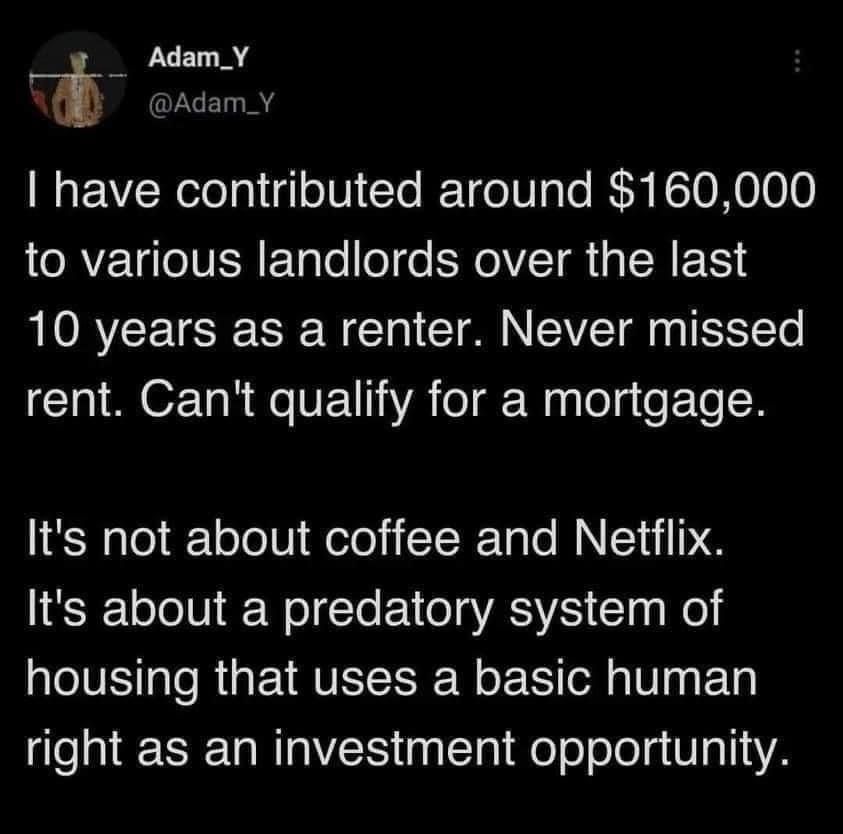 Adam_Y
@Adam_Y
I have contributed around $160,000
to various landlords over the last
10 years as a renter. Never missed
rent. Can't qualify for a mortgage.
It's not about coffee and Netflix.
It's about a predatory system of
housing that uses a basic human
right as an investment opportunity.